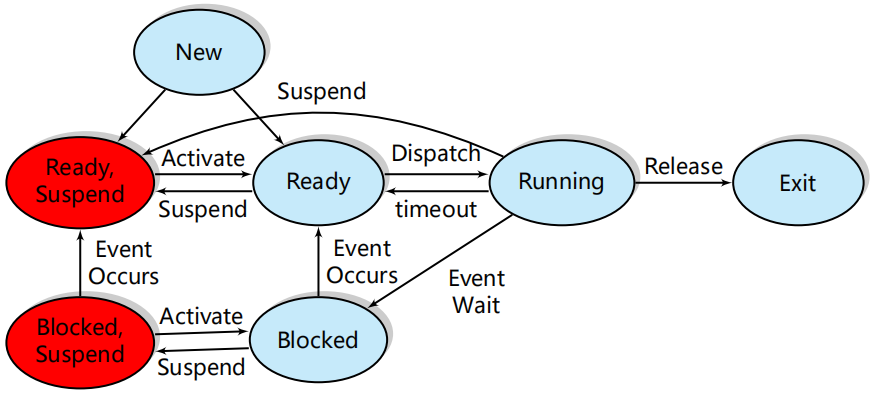 New
Suspend
Ready,
Suspend
Activate
Suspend
Ready
Dispatch
timeout
Running
Release
Exit
Event
Occurs
Event
Occurs
Event
Wait
Blocked,
Suspend
Activate
Suspend
Blocked